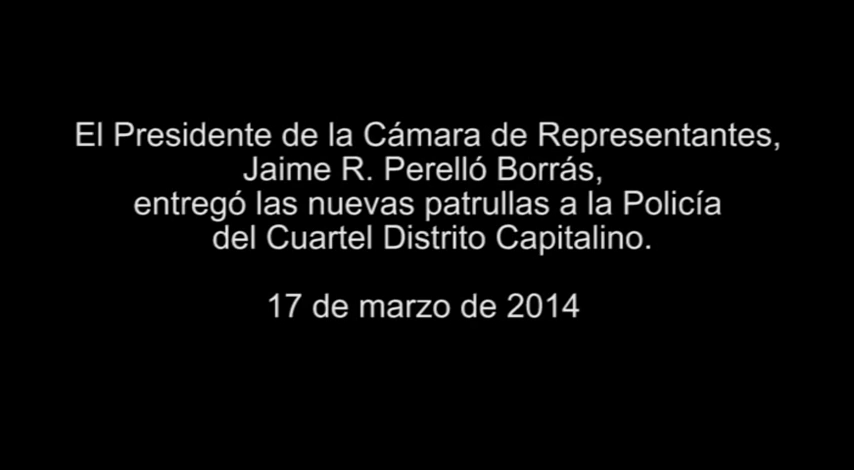 El Presidente de la Cámara de Representantes,
Jaime R. Perelló Borrás,
entregó las nuevas patrullas a la Policía
del Cuartel Distrito Capitalino.
17 de marzo de 2014